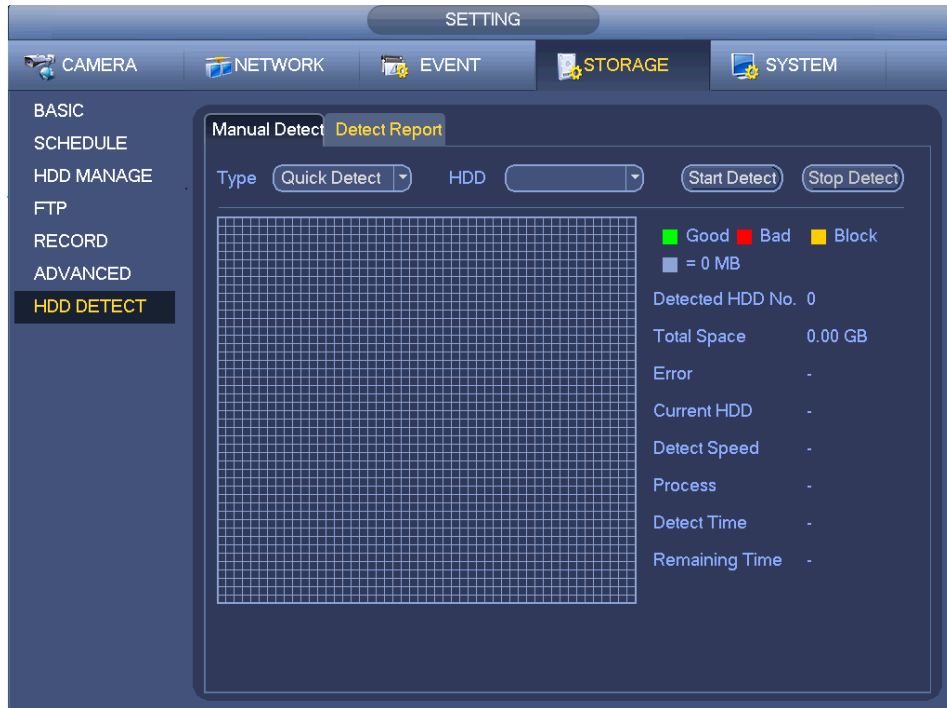 SETTING
CAMERA NETWORK EVENT STORAGE SYSTEM
BASIC
SCHEDULE
HDD MANAGE
FTP
RECORD
ADVANCED
HDD DETECT
Manual Detect Detect Report
Type Quick Detect HDD Start Detect Stop Detect
Good Bad Block
= 0 MB
Detected HDD No. 0
Total Space 0.00 GB
Error -
Current HDD -
Detect Speed -
Process -
Detect Time -
Remaining Time -